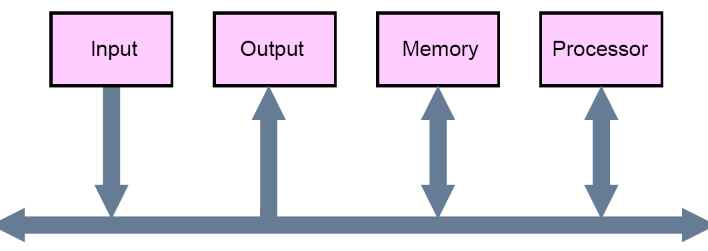 Input
Output
Memory
Processor